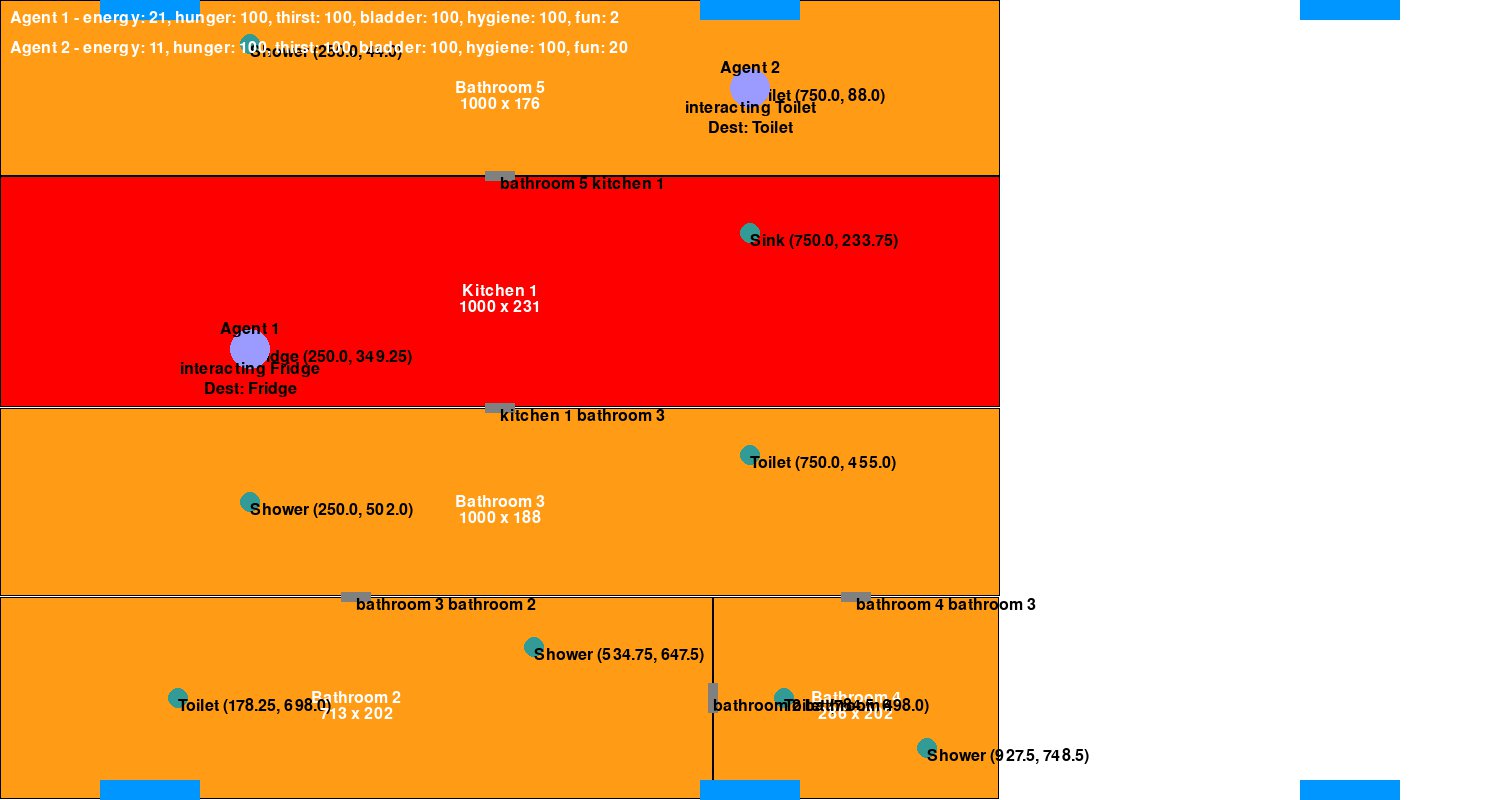 Agent 1 - energy: 21, hunger: 100, thirst: 100, bladder: 100, hygiene: 100, fun: 2
Agent 2 - energy: 11, hunger: 100, thirst: 100, bladder: 100, hygiene: 100, fun: 20
Shower (250.0, 44.0)
Agent 2
Bathroom 5
1000 x 176
ilet (750.0, 88.0)
interacting Toilet
Dest: Toilet
bathroom 5 kitchen 1
Sink (750.0, 233.75)
Kitchen 1
1000 x 231
Agent 1
dge (250.0, 349.25)
interacting Fridge
Dest: Fridge
kitchen 1 bathroom 3
Toilet (750.0, 455.0)
Bathroom 3
1000 x 188
Shower (250.0, 502.0)
bathroom 3 bathroom 2
bathroom 4 bathroom 3
Shower (534.75, 647.5)
Bathroom 2
713 x 202
Toilet (178.25, 698.0)
Bathroom 4
286 x 202
bathroom 2
Shower (927.5, 748.5)